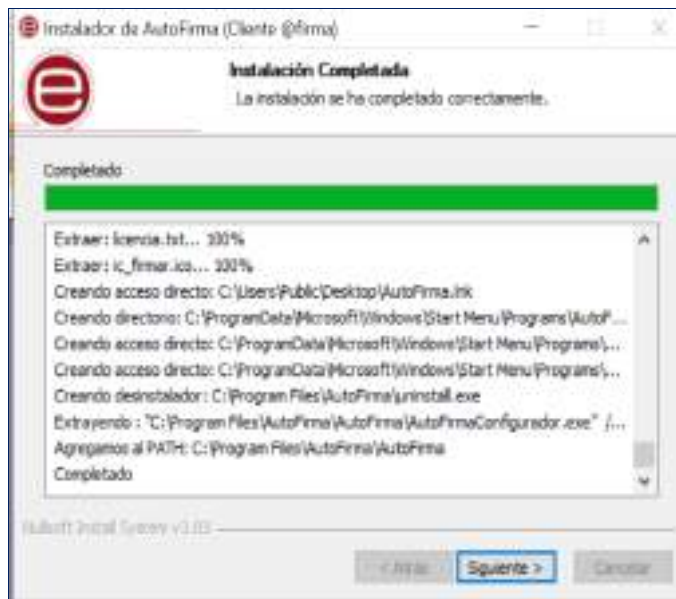 Instalador de AutoFirma (Cliente @firma)
Instalación Completada
La instalación se ha completado correctamente.
Completado
Extraer: licencia.txt... 100%
Extraer: ic_firmar.ico... 100%
Creando acceso directo: C:\Users\Public\Desktop\AutoFirma.lnk
Creando directorio: C:\ProgramData\Microsoft\Windows\Start Menu\Programs\AutoF...
Creando acceso directo: C:\ProgramData\Microsoft\Windows\Start Menu\Programs\...
Creando acceso directo: C:\ProgramData\Microsoft\Windows\Start Menu\Programs\...
Creando desinstalador: C:\Program Files\AutoFirma\uninstall.exe
Extrayendo : "C:\Program Files\AutoFirma\AutoFirma\AutoFirmaConfigurador.exe" /...
Agregamos al PATH: C:\Program Files\AutoFirma\AutoFirma
Completado
Nullsoft Install System v3.03
< Atrás
Siguiente >
Cancelar